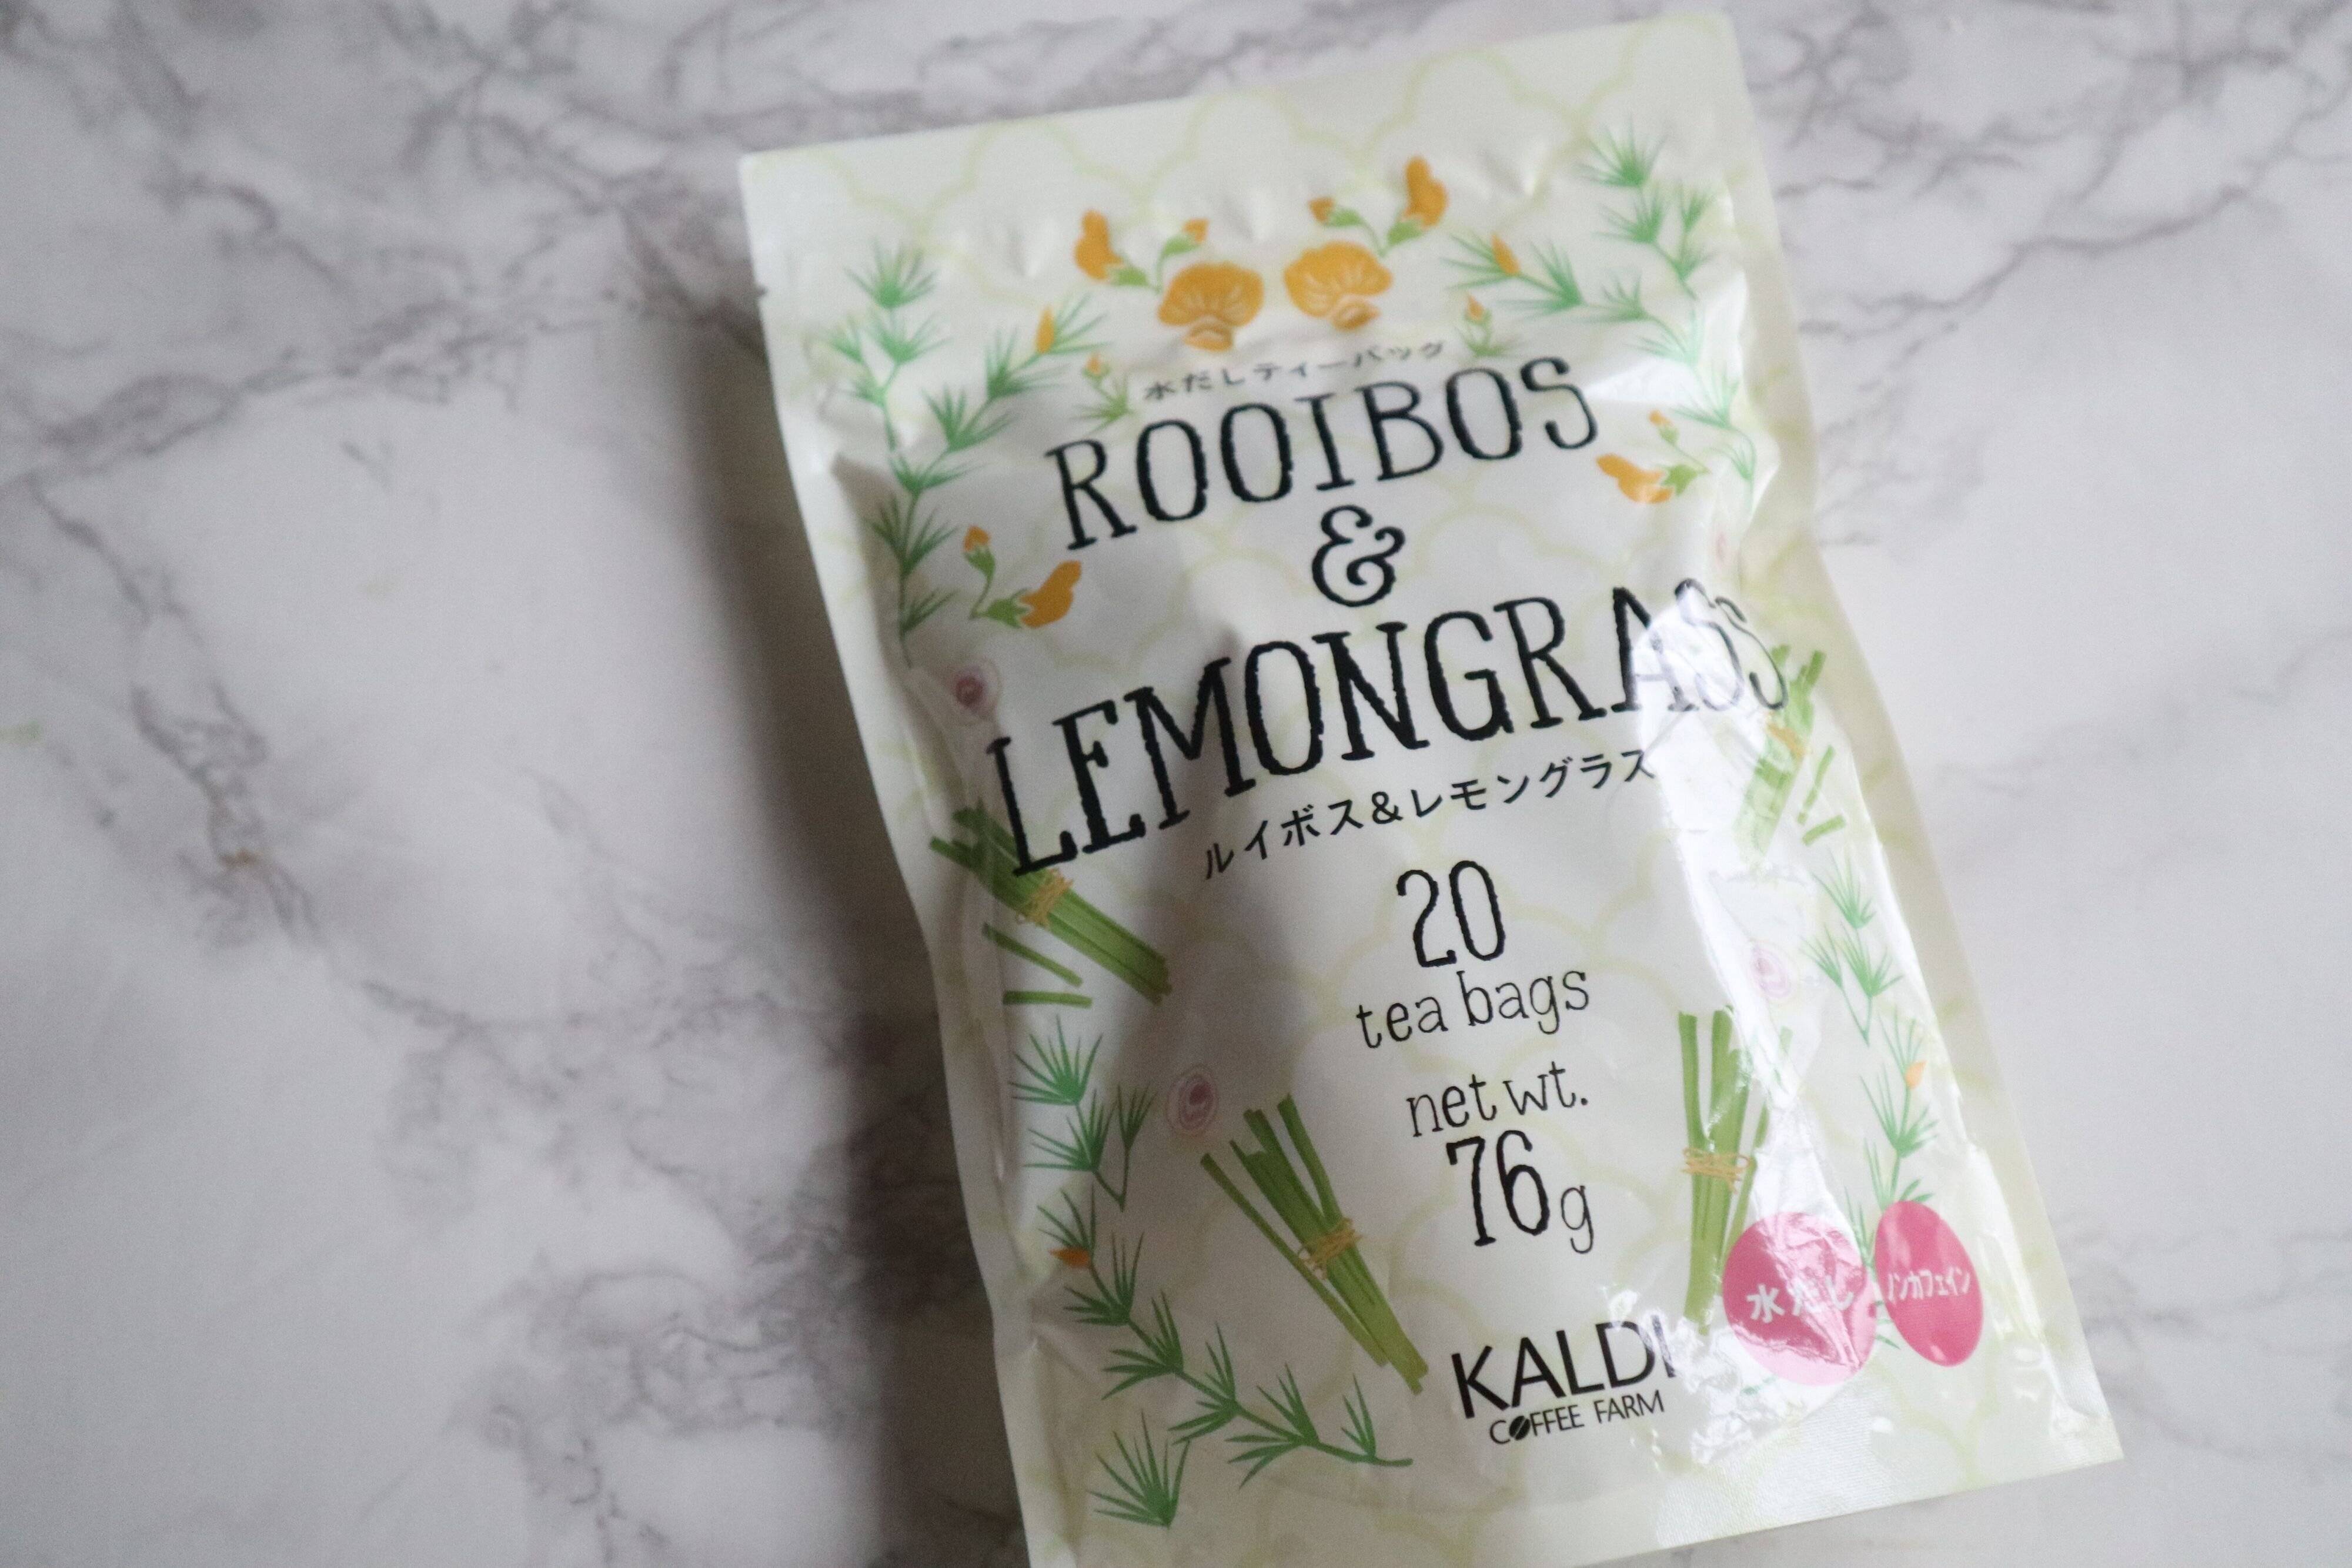 水だしティーバッグ
ROOIBOS
&
LEMONGRASS
ルイボス&レモングラス
20
tea bags
net wt.
76g
水だし
ノンカフェイン
KALDI
COFFEE FARM